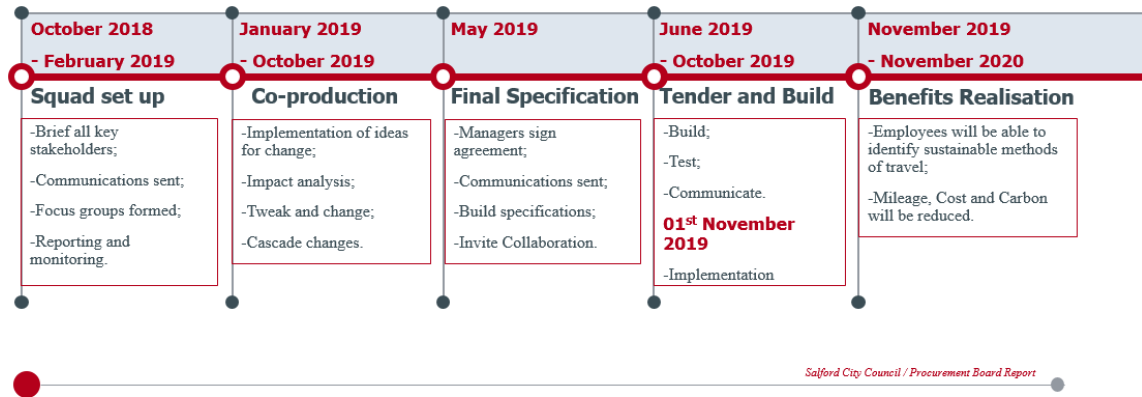 October 2018
- February 2019
January 2019
- October 2019
May 2019
June 2019
- October 2019
November 2019
- November 2020
Squad set up
-Brief all key
stakeholders;
-Communications sent;
-Focus groups formed;
-Reporting and
monitoring.
Co-production
-Implementation of ideas
for change;
-Impact analysis;
-Tweak and change;
-Cascade changes.
Final Specification
-Managers sign
agreement;
-Communications sent;
-Build specifications;
-Invite Collaboration.
Tender and Build
-Build;
-Test;
-Communicate.
01st November
2019
-Implementation
Benefits Realisation
-Employees will be able to
identify sustainable methods
of travel;
-Mileage, Cost and Carbon
will be reduced.
Salford City Council / Procurement Board Report